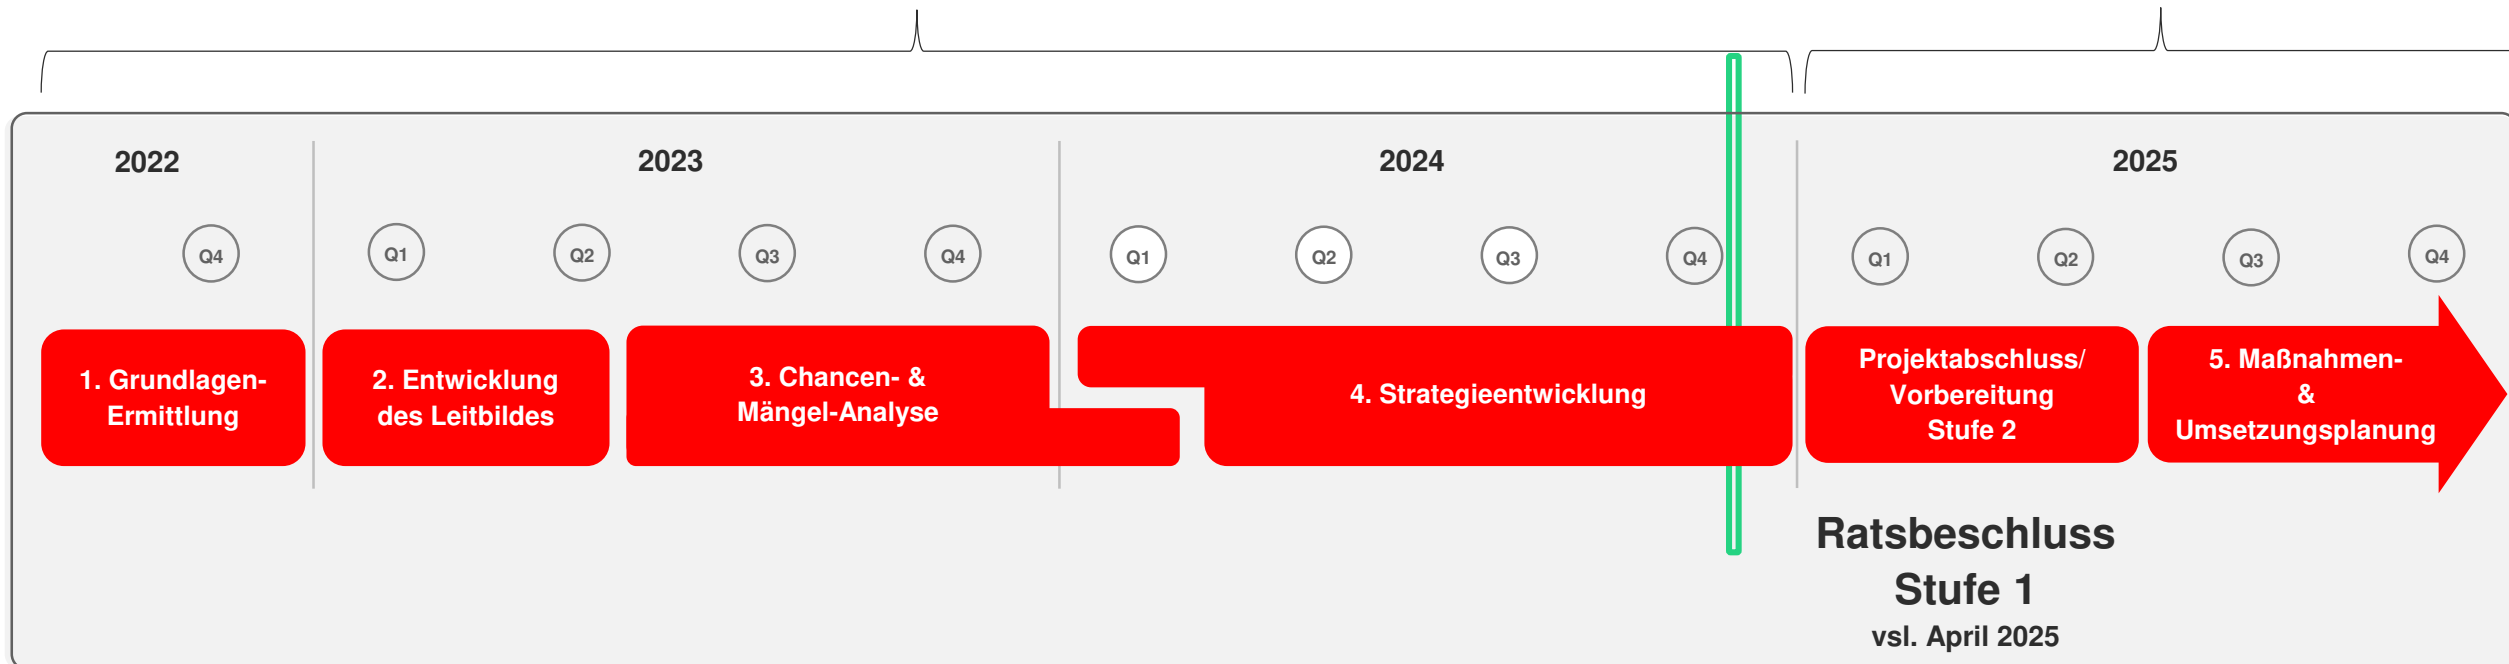 2022
2023
2024
2025
Q4
Q1
Q2
Q3
Q4
Q1
Q2
Q3
Q4
Q1
Q2
Q3
Q4
1. Grundlagen-
Ermittlung
2. Entwicklung
des Leitbildes
3. Chancen- &
Mängel-Analyse
4. Strategieentwicklung
Projektabschluss/
Vorbereitung
Stufe 2
5. Maßnahmen-
&
Umsetzungsplanung
Ratsbeschluss
Stufe 1
vsl. April 2025